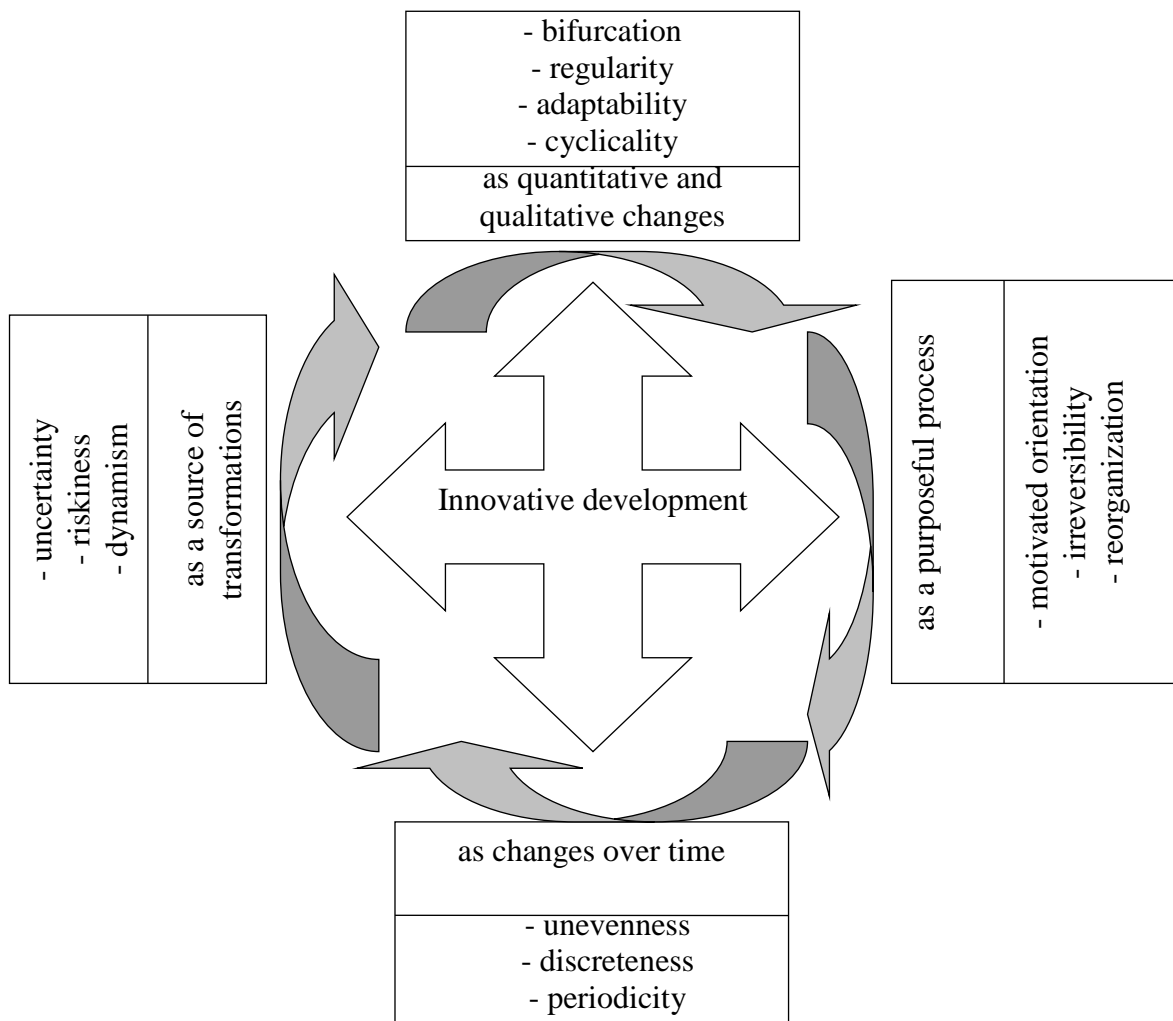 - bifurcation
- regularity
- adaptability
- cyclicality
as quantitative and
qualitative changes
- uncertainty
- riskiness
- dynamism
as a source of
transformations
Innovative development
as a purposeful process
- motivated orientation
- irreversibility
- reorganization
as changes over time
- unevenness
- discreteness
- periodicity